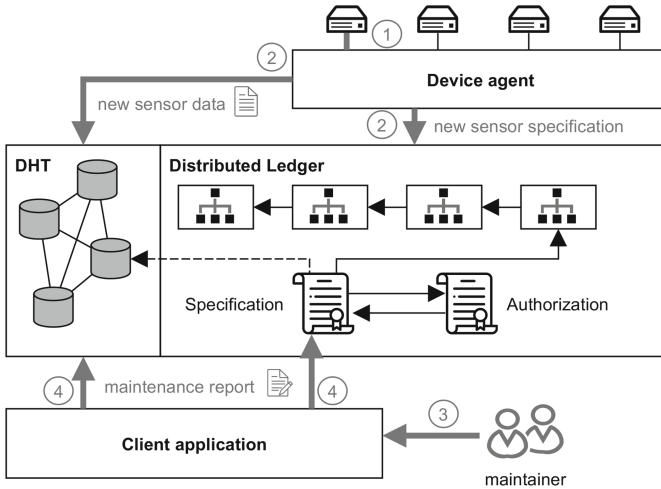 1
2
Device agent
new sensor data
2
new sensor specification
DHT
Distributed Ledger
Specification
Authorization
4
maintenance report
4
3
Client application
maintainer